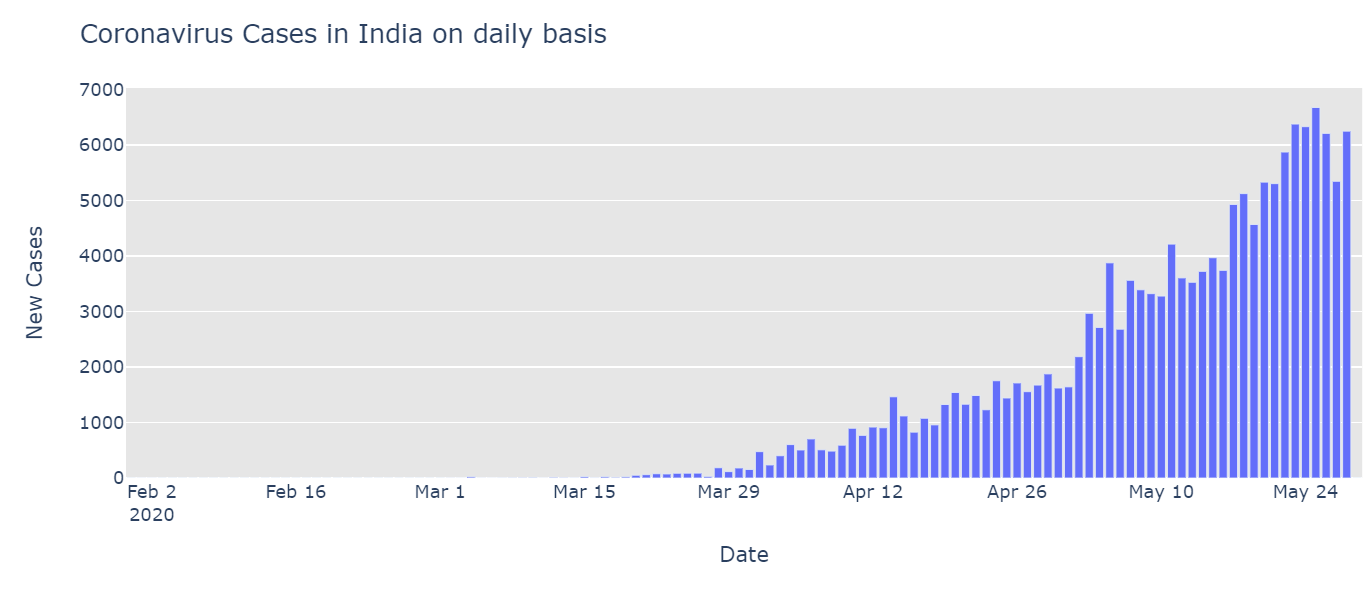 Coronavirus Cases in India on daily basis
7000
6000
5000
4000
3000
2000
1000
0
New Cases
Feb 2 Feb 16 Mar 1 Mar 15 Mar 29 Apr 12 Apr 26 May 10 May 24
2020
Date